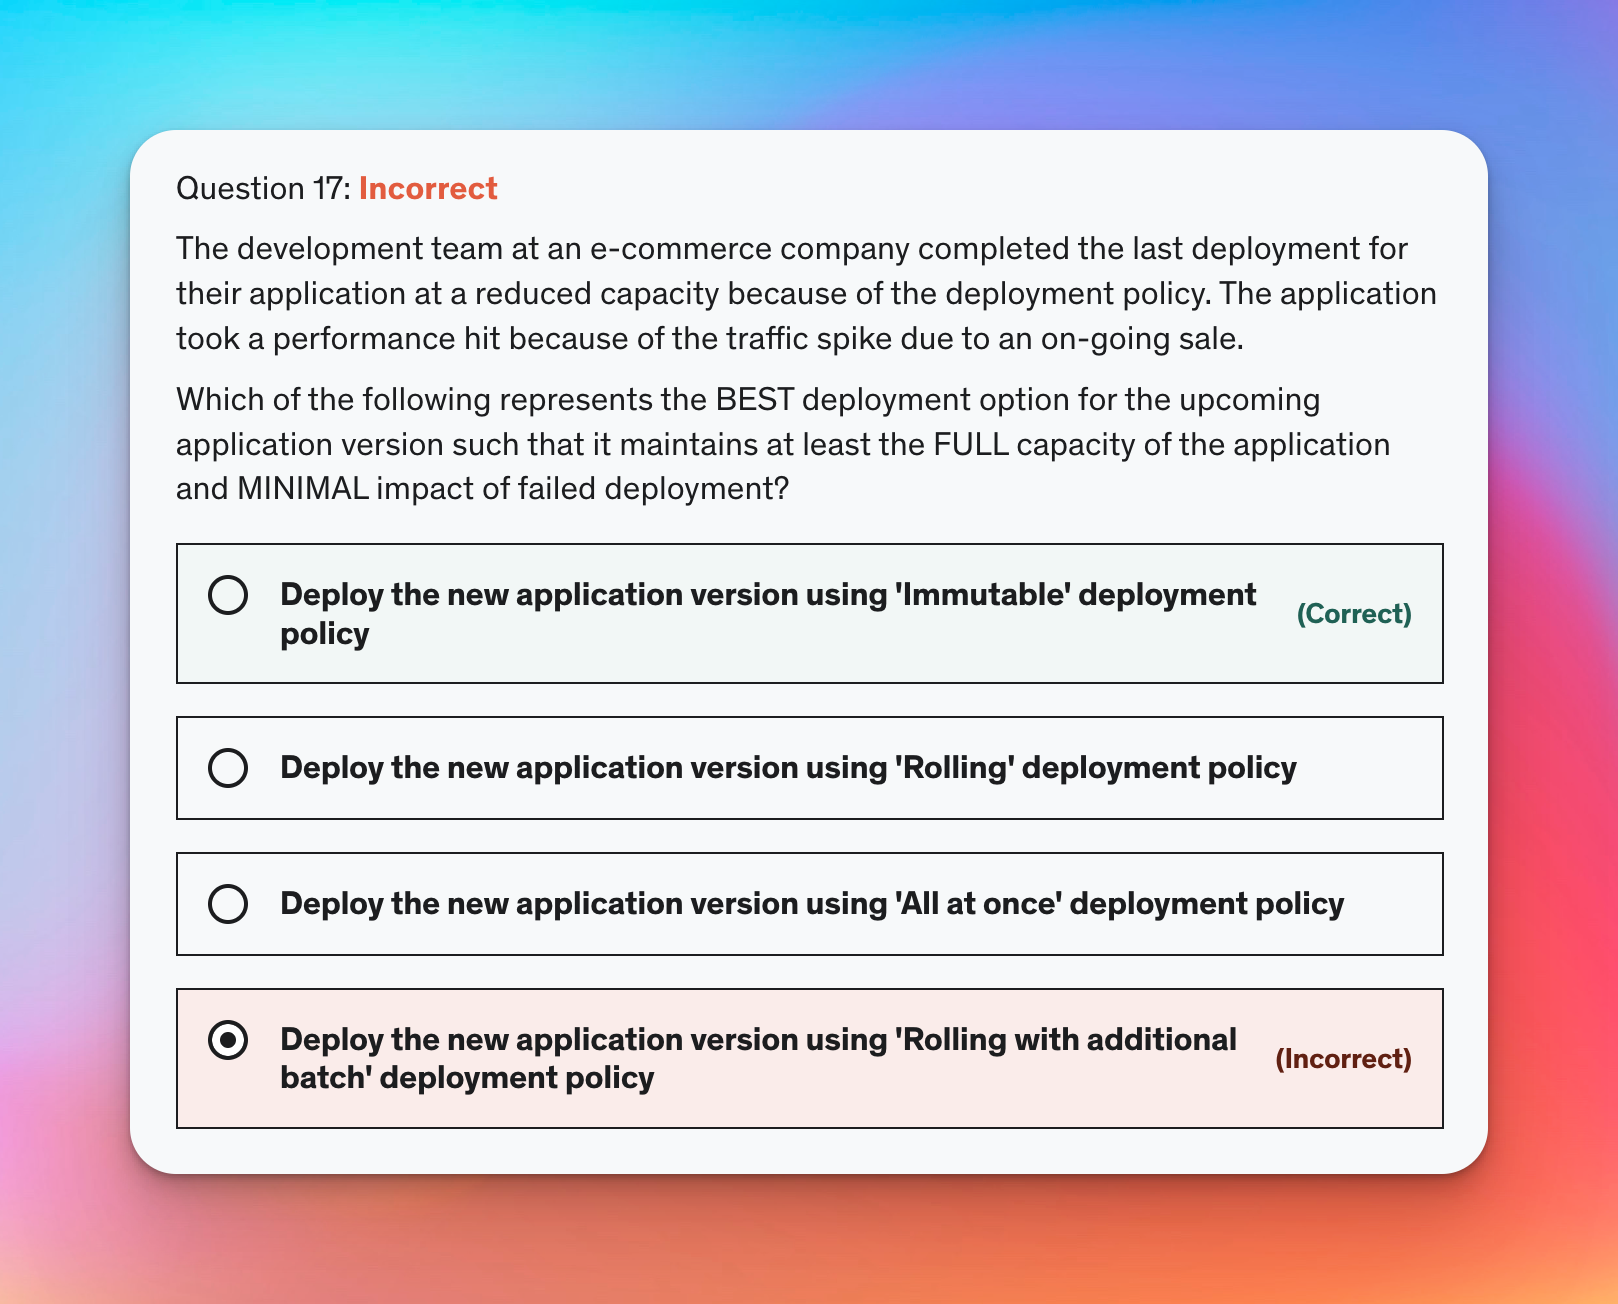 Question 17: Incorrect
The development team at an e-commerce company completed the last deployment for
their application at a reduced capacity because of the deployment policy. The application
took a performance hit because of the traffic spike due to an on-going sale.
Which of the following represents the BEST deployment option for the upcoming
application version such that it maintains at least the FULL capacity of the application
and MINIMAL impact of failed deployment?
Deploy the new application version using 'Immutable' deployment
policy
(Correct)
Deploy the new application version using 'Rolling' deployment policy
Deploy the new application version using 'All at once' deployment policy
Deploy the new application version using 'Rolling with additional
batch' deployment policy
(Incorrect)